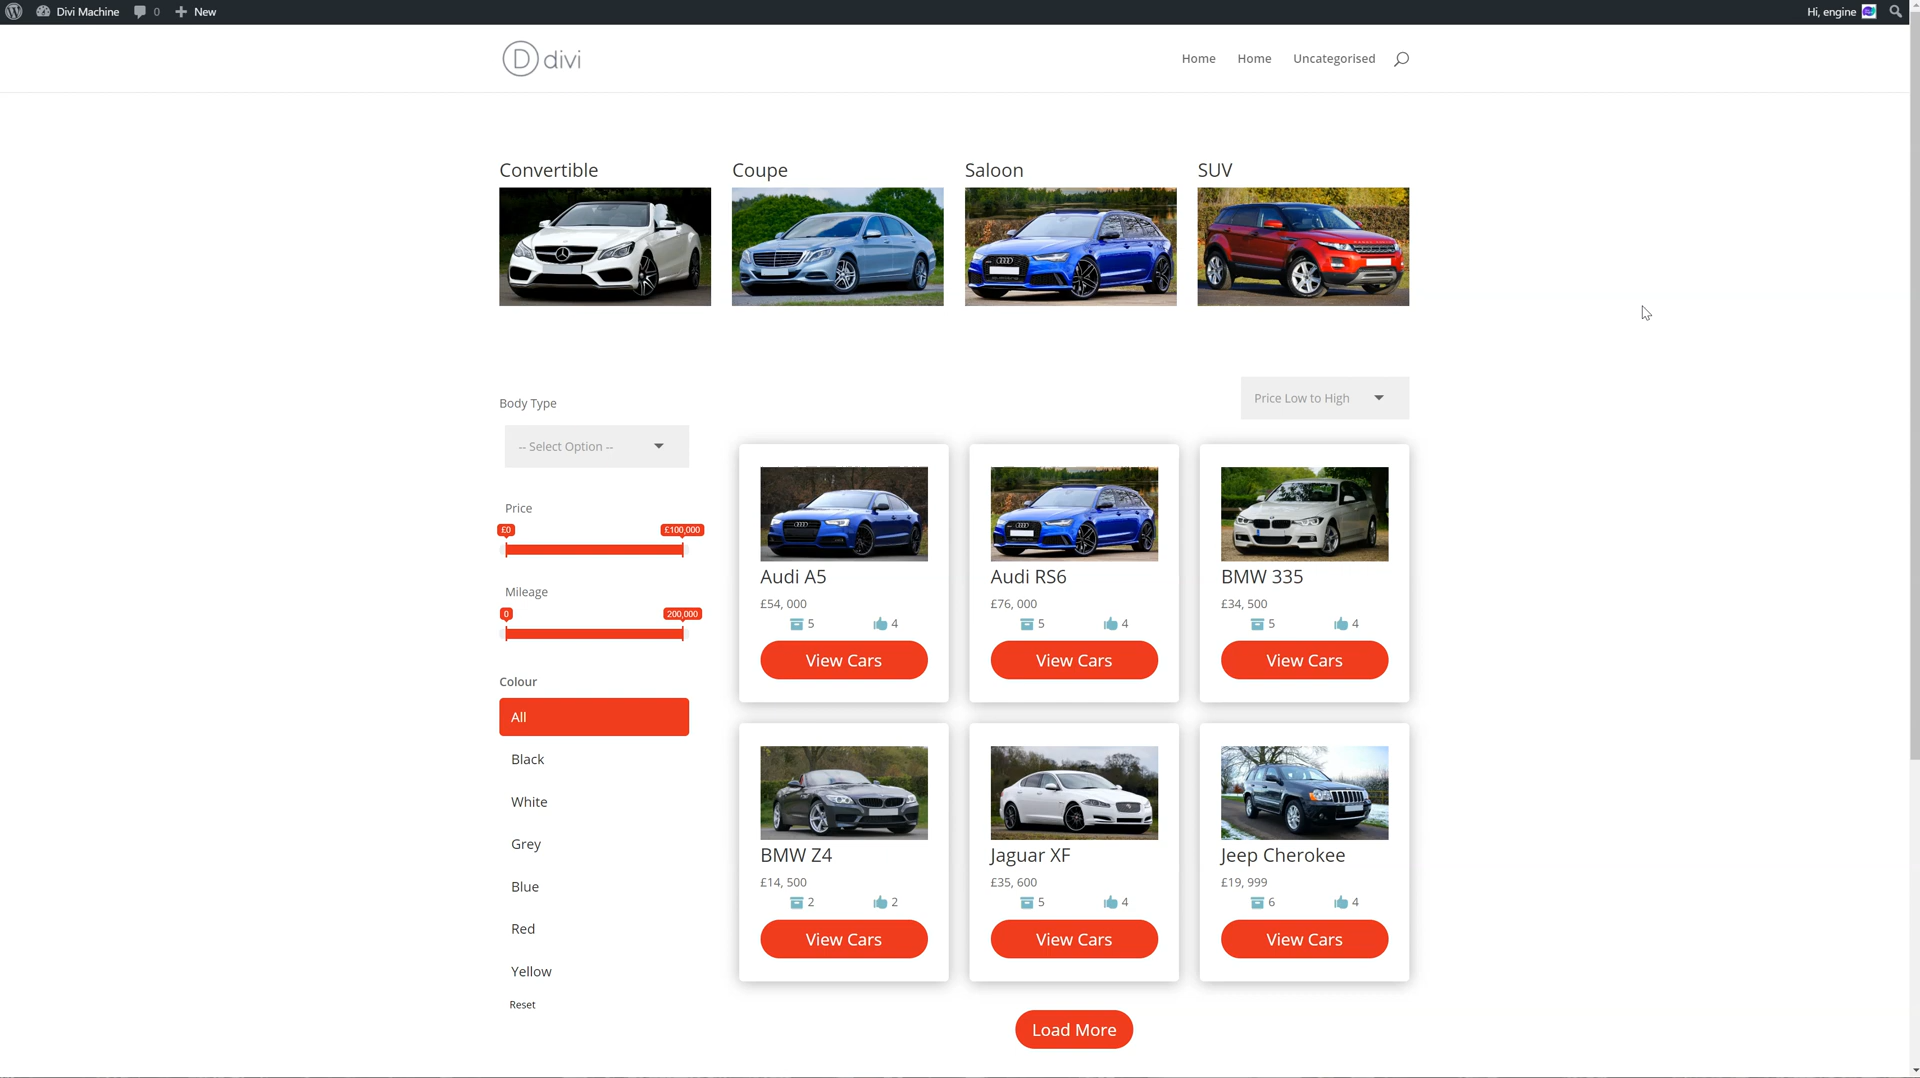 Divi Machine 0 New Hi, engine
D divi Home Home Uncategorised
Convertible Coupe Saloon SUV
Price Low to High
Body Type
-- Select Option --
Price
£0 £100,000
Mileage
0 200,000
Colour
All
Black
White
Grey
Blue
Red
Yellow
Reset
Audi A5
£54, 000
5 4
View Cars
Audi RS6
£76, 000
5 4
View Cars
BMW 335
£34, 500
5 4
View Cars
BMW Z4
£14, 500
2 2
View Cars
Jaguar XF
£35, 600
5 4
View Cars
Jeep Cherokee
£19, 999
6 4
View Cars
Load More